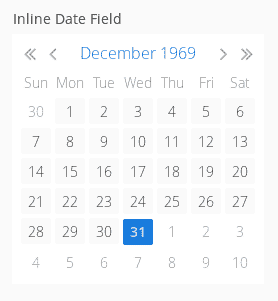 Inline Date Field
December 1969
Sun Mon Tue Wed Thu Fri Sat
30 1 2 3 4 5 6
7 8 9 10 11 12 13
14 15 16 17 18 19 20
21 22 23 24 25 26 27
28 29 30 31 1 2 3
4 5 6 7 8 9 10